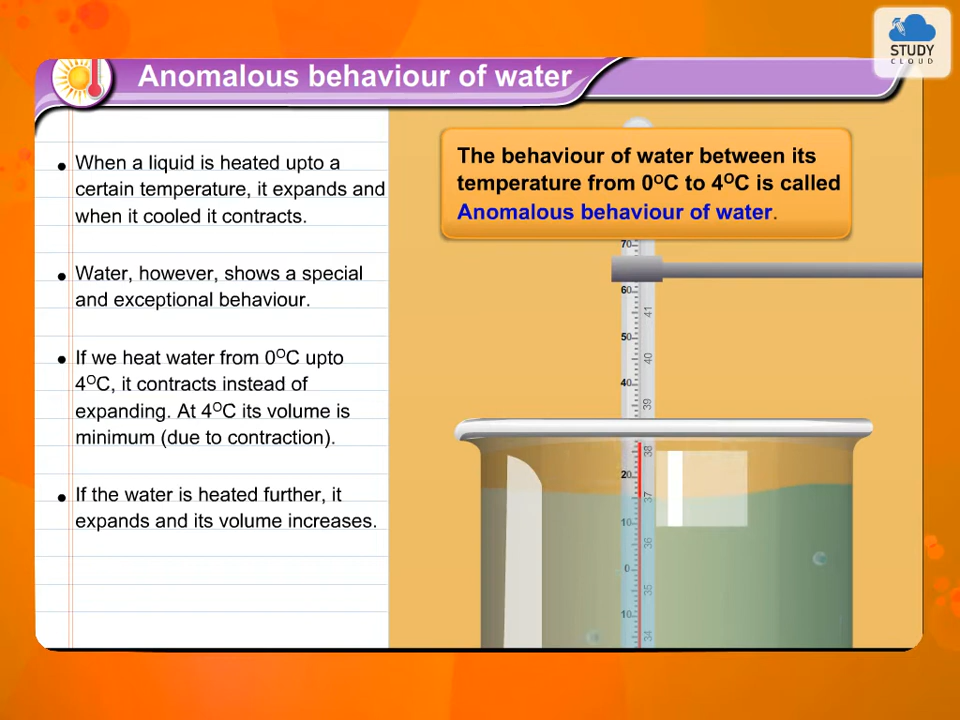 STUDY
CLOUD
Anomalous behaviour of water
• When a liquid is heated upto a
certain temperature, it expands and
when it cooled it contracts.
• Water, however, shows a special
and exceptional behaviour.
• If we heat water from 0ᴼC upto
4ᴼC, it contracts instead of
expanding. At 4ᴼC its volume is
minimum (due to contraction).
• If the water is heated further, it
expands and its volume increases.
The behaviour of water between its
temperature from 0ᴼC to 4ᴼC is called
Anomalous behaviour of water.
70
60
41
50
40
40
39
38
20
37
10
36
0
35
10
34